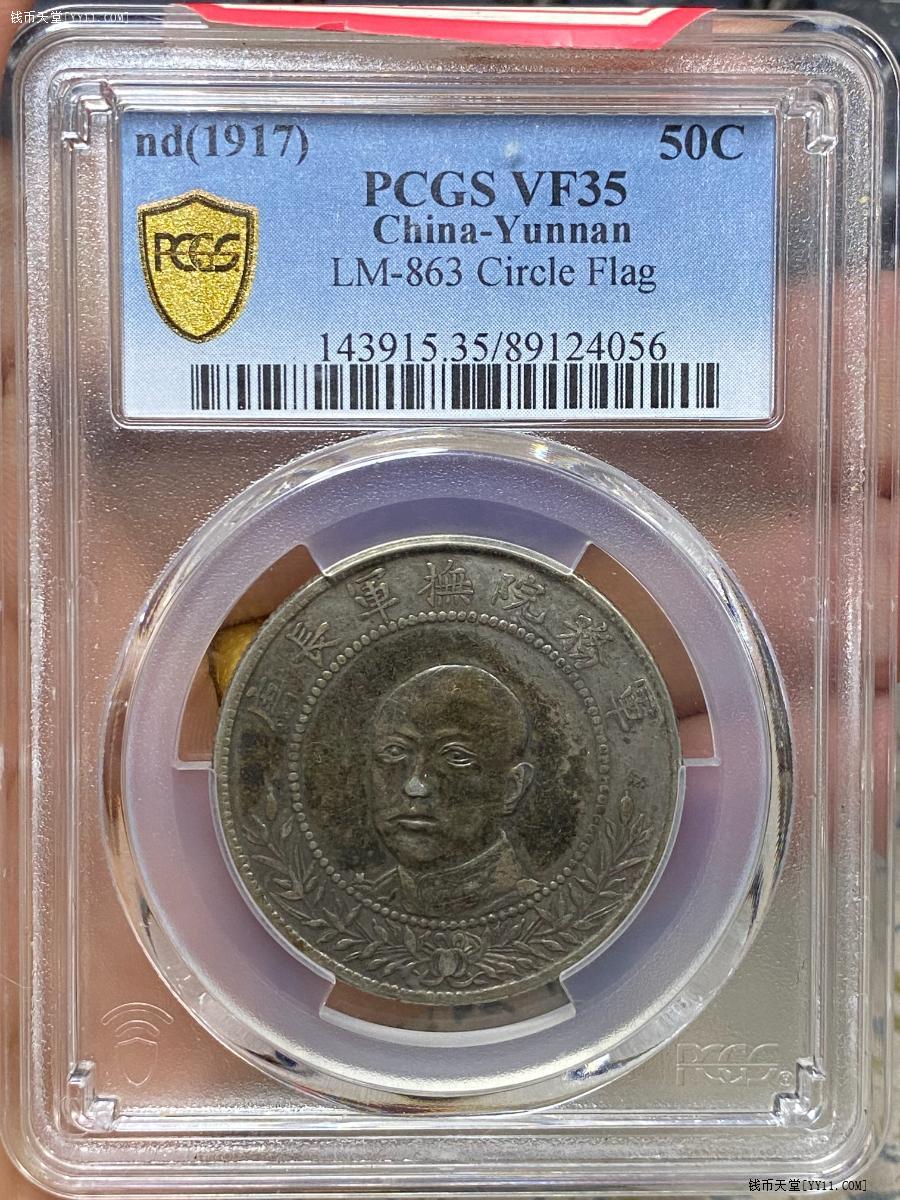 钱币天堂[YY11.COM]
nd(1917) 50C
PCGS VF35
China-Yunnan
LM-863 Circle Flag
PCGS
143915.35/89124056
軍務院撫軍長唐
PCGS
钱币天堂[YY11.COM]